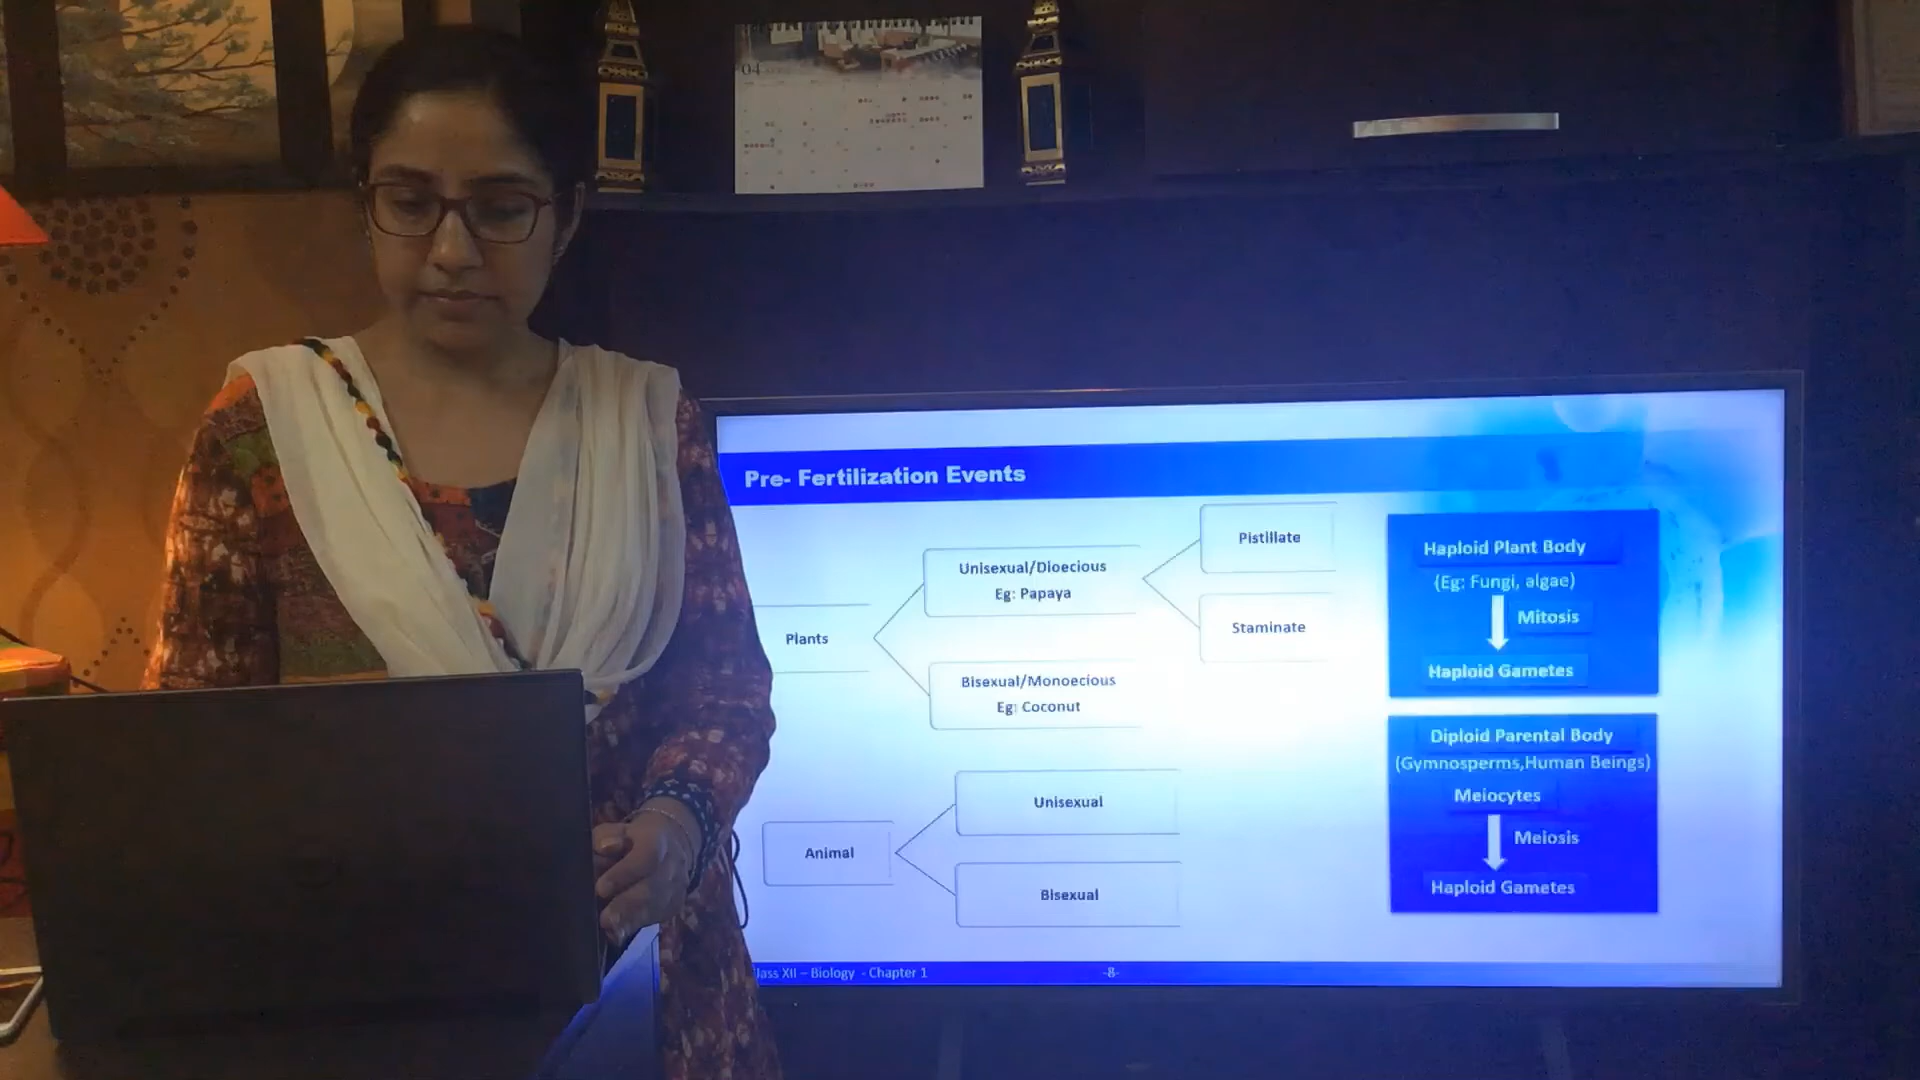 04
Pre- Fertilization Events
Plants
Unisexual/Dioecious
Eg: Papaya
Pistillate
Staminate
Bisexual/Monoecious
Eg: Coconut
Animal
Unisexual
Bisexual
Haploid Plant Body
(Eg: Fungi, algae)
Mitosis
Haploid Gametes
Diploid Parental Body
(Gymnosperms,Human Beings)
Meiocytes
Meiosis
Haploid Gametes
lass XII – Biology - Chapter 1
-8-